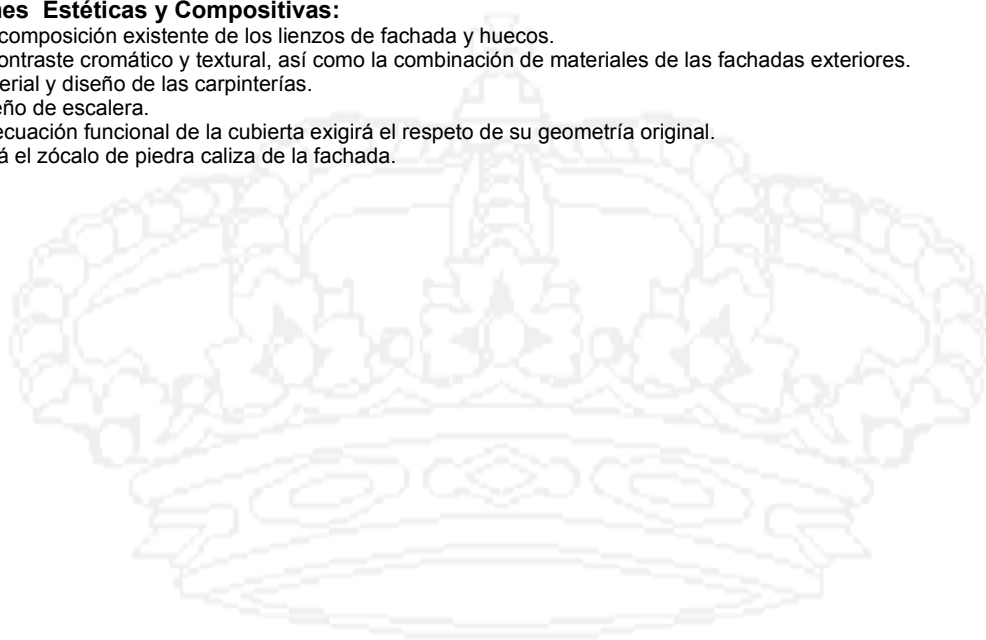 nes Estéticas y Compositivas:
composición existente de los lienzos de fachada y huecos.
ontraste cromático y textural, así como la combinación de materiales de las fachadas exteriores.
erial y diseño de las carpinterías.
eño de escalera.
ecuación funcional de la cubierta exigirá el respeto de su geometría original.
á el zócalo de piedra caliza de la fachada.